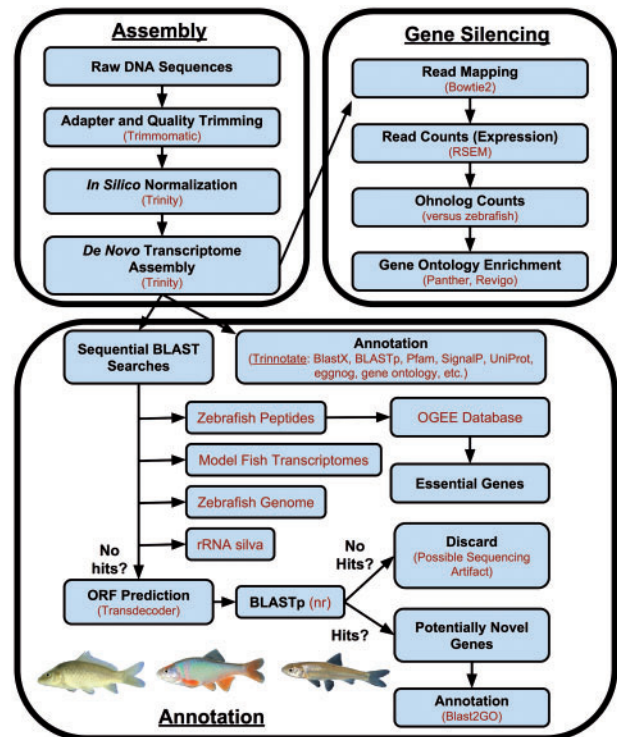 Assembly
Raw DNA Sequences
Adapter and Quality Trimming
(Trimmomatic)
In Silico Normalization
(Trinity)
De Novo Transcriptome
Assembly
(Trinity)
Gene Silencing
Read Mapping
(Bowtie2)
Read Counts (Expression)
(RSEM)
Ohnolog Counts
(versus zebrafish)
Gene Ontology Enrichment
(Panther, Revigo)
Sequential BLAST
Searches
Annotation
(Trinnotate: BlastX, BLASTp, Pfam, SignalP, UniProt,
eggnog, gene ontology, etc.)
Zebrafish Peptides
OGEE Database
Model Fish Transcriptomes
Essential Genes
Zebrafish Genome
rRNA silva
No
hits?
ORF Prediction
(Transdecoder)
BLASTp (nr)
No
Hits?
Discard
(Possible Sequencing
Artifact)
Hits?
Potentially Novel
Genes
Annotation
(Blast2GO)
Annotation